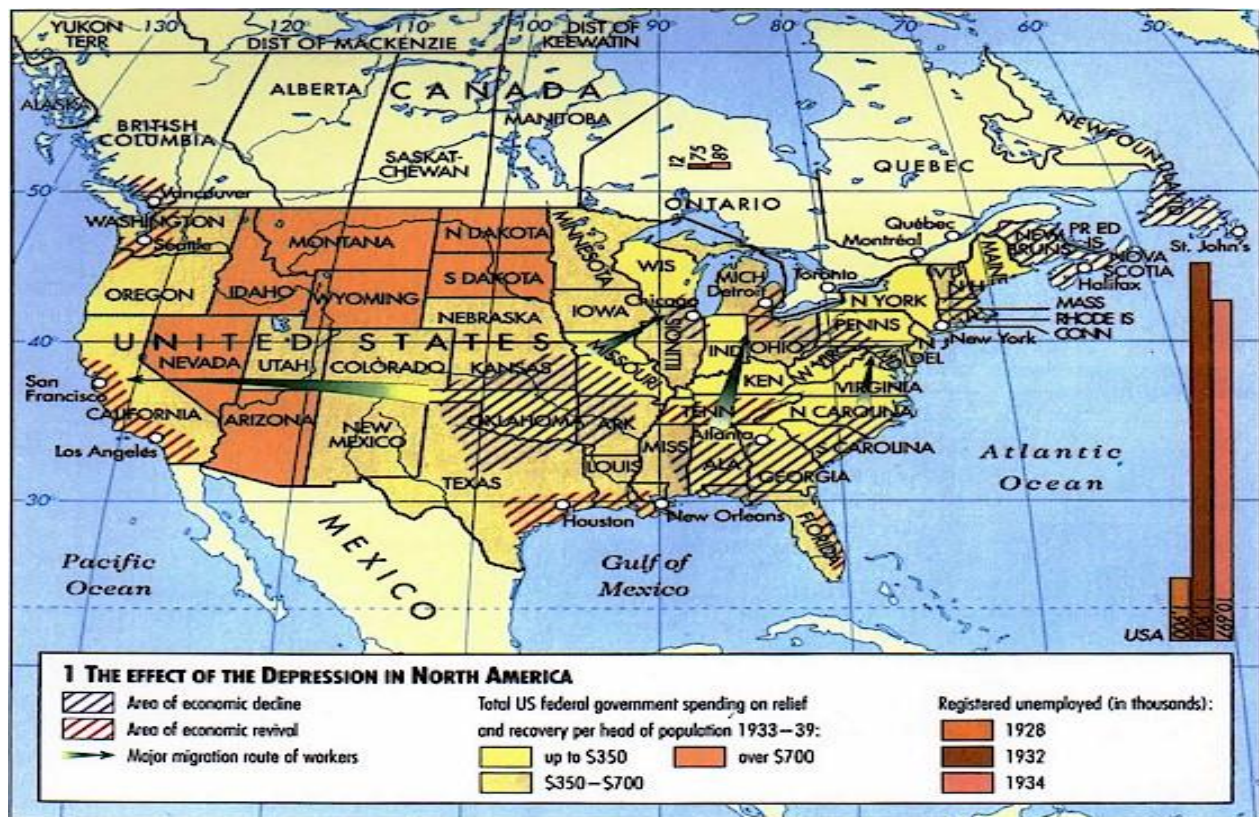 YUKON
TERR
130
120
110
100
90
80
70
60
50
DIST OF MACKENZIE
DIST OF
KEEWATIN
60
ALASKA
ALBERTA
CANADA
BRITISH
COLUMBIA
MANITOBA
SASKAT-
CHEWAN
12
75
89
ONTARIO
QUEBEC
NEWFOUNDLAND
50°
Vancouver
WASHINGTON
Seattle
MONTANA
N DAKOTA
MINNESOTA
Québec
Montréal
NEW
BRUNS
PR ED
IS
St. John's
NOVA
SCOTIA
Halifax
OREGON
IDAHO
WYOMING
S DAKOTA
WIS
MICH
Detroit
Toronto
VT
N H
MAINE
N YORK
MASS
RHODE IS
CONN
NEBRASKA
IOWA
Chicago
ILLINOIS
IND
OHIO
PENNS
N J
DEL
New York
40°
UNITED STATES
NEVADA
UTAH
COLORADO
KANSAS
MISSOURI
KEN
W VIR
VIRGINIA
San
Francisco
CALIFORNIA
ARIZONA
NEW
MEXICO
OKLAHOMA
ARK
TENN
N CAROLINA
S CAROLINA
Los Angeles
Atlanta
MISS
ALA
GEORGIA
LOUIS
TEXAS
Atlantic
Ocean
30°
Houston
New Orleans
FLORIDA
MEXICO
Pacific
Ocean
Gulf of
Mexico
USA
1,900
10,897
1 THE EFFECT OF THE DEPRESSION IN NORTH AMERICA
Area of economic decline
Area of economic revival
Major migration route of workers
Total US federal government spending on relief
and recovery per head of population 1933–39:
up to $350
over $700
$350–$700
Registered unemployed (in thousands):
1928
1932
1934